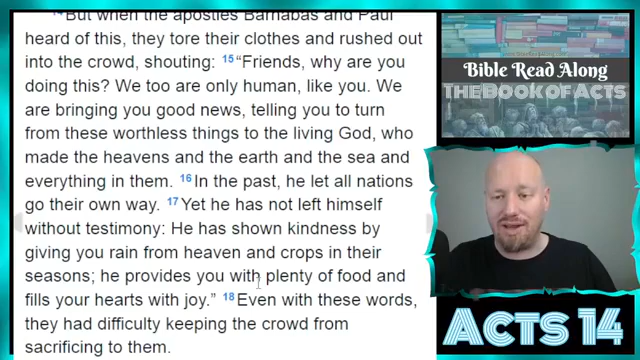 ¹⁴ But when the apostles Barnabas and Paul
heard of this, they tore their clothes and rushed out
into the crowd, shouting: ¹⁵ “Friends, why are you
doing this? We too are only human, like you. We
are bringing you good news, telling you to turn
from these worthless things to the living God, who
made the heavens and the earth and the sea and
everything in them. ¹⁶ In the past, he let all nations
go their own way. ¹⁷ Yet he has not left himself
without testimony: He has shown kindness by
giving you rain from heaven and crops in their
seasons; he provides you with plenty of food and
fills your hearts with joy.” ¹⁸ Even with these words,
they had difficulty keeping the crowd from
sacrificing to them.
Bible Read Along
The Book of Acts
Acts 14